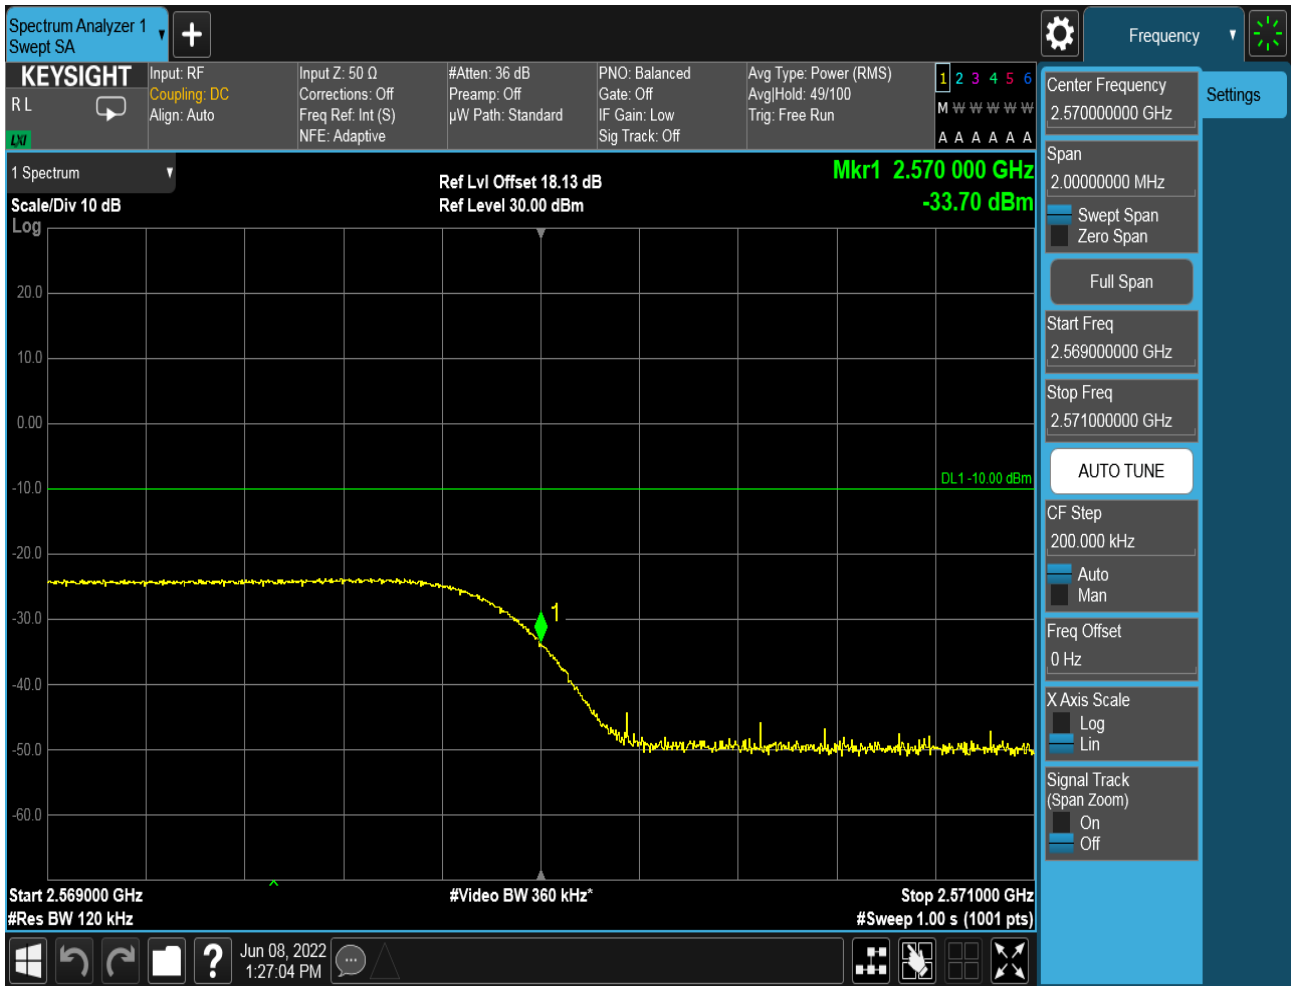 Spectrum Analyzer 1
Swept SA
Frequency
KEYSIGHT
R L
LXI
Input: RF
Coupling: DC
Align: Auto
Input Z: 50 Ω
Corrections: Off
Freq Ref: Int (S)
NFE: Adaptive
#Atten: 36 dB
Preamp: Off
µW Path: Standard
PNO: Balanced
Gate: Off
IF Gain: Low
Sig Track: Off
Avg Type: Power (RMS)
Avg|Hold: 49/100
Trig: Free Run
1 2 3 4 5 6
M W W W W W
A A A A A A
Center Frequency
2.570000000 GHz
Settings
Span
2.00000000 MHz
Swept Span
Zero Span
Full Span
Start Freq
2.569000000 GHz
Stop Freq
2.571000000 GHz
AUTO TUNE
CF Step
200.000 kHz
Auto
Man
Freq Offset
0 Hz
X Axis Scale
Log
Lin
Signal Track
(Span Zoom)
On
Off
1 Spectrum
Scale/Div 10 dB
Log
Ref Lvl Offset 18.13 dB
Ref Level 30.00 dBm
Mkr1 2.570 000 GHz
-33.70 dBm
20.0
10.0
0.00
-10.0
DL1 -10.00 dBm
-20.0
-30.0
1
-40.0
-50.0
-60.0
Start 2.569000 GHz
#Res BW 120 kHz
#Video BW 360 kHz*
Stop 2.571000 GHz
#Sweep 1.00 s (1001 pts)
?
Jun 08, 2022
1:27:04 PM